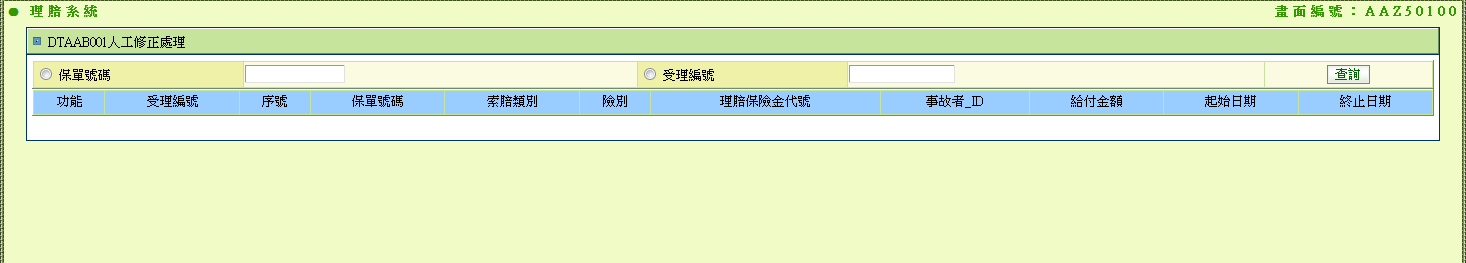 理賠系統 畫面編號：AAZ50100
DTAAB001人工修正處理
保單號碼 受理編號 查詢
功能 受理編號 序號 保單號碼 索賠類別 險別 理賠保險金代號 事故者_ID 給付金額 起始日期 終止日期